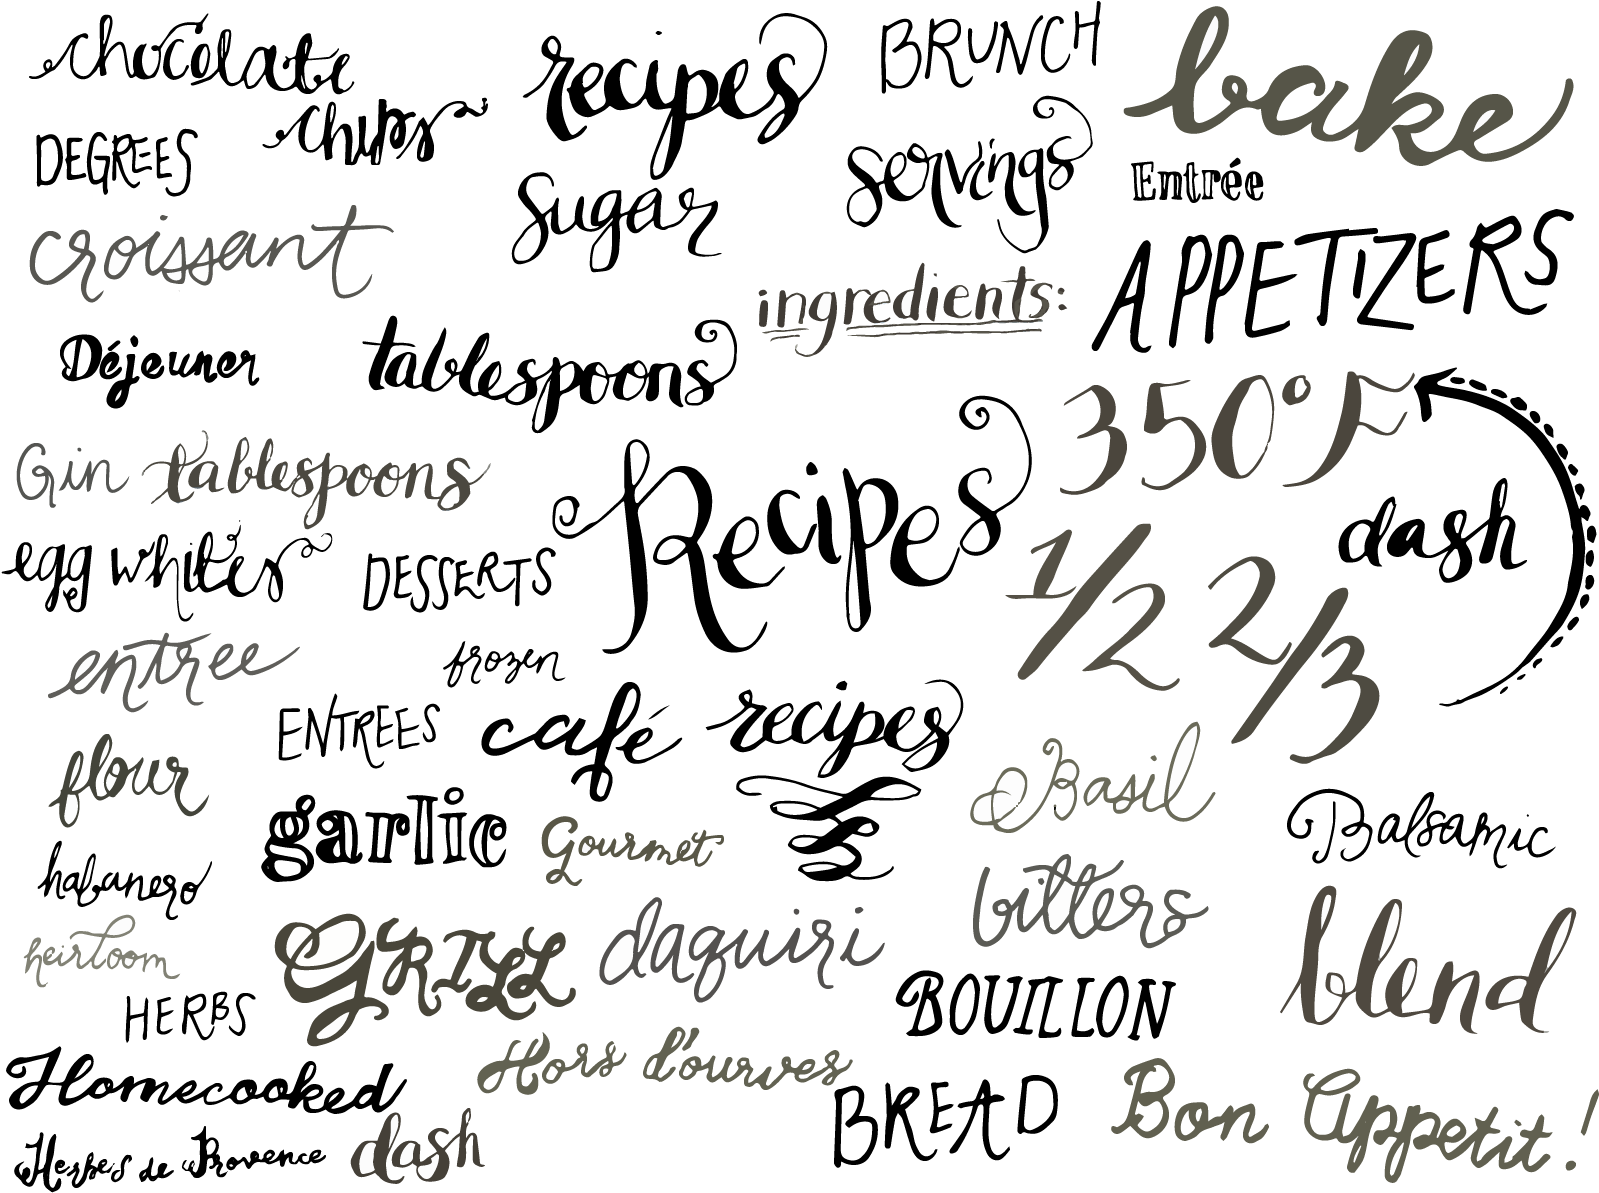 chocolate
chips
recipes
BRUNCH
bake
DEGREES
servings
Entrée
sugar
croissant
APPETIZERS
ingredients:
Déjeuner
tablespoons
350°F
Gin
tablespoons
Recipes
dash
egg whites
DESSERTS
1/2
2/3
entree
frozen
ENTREES
café
recipes
flour
Basil
garlic
Gourmet
Balsamic
habanero
bitters
blend
heirloom
GRILL
daquiri
HERBS
BOUILLON
Homecooked
Hors d'ourves
BREAD
Bon Appetit!
Herbes de Provence
dash